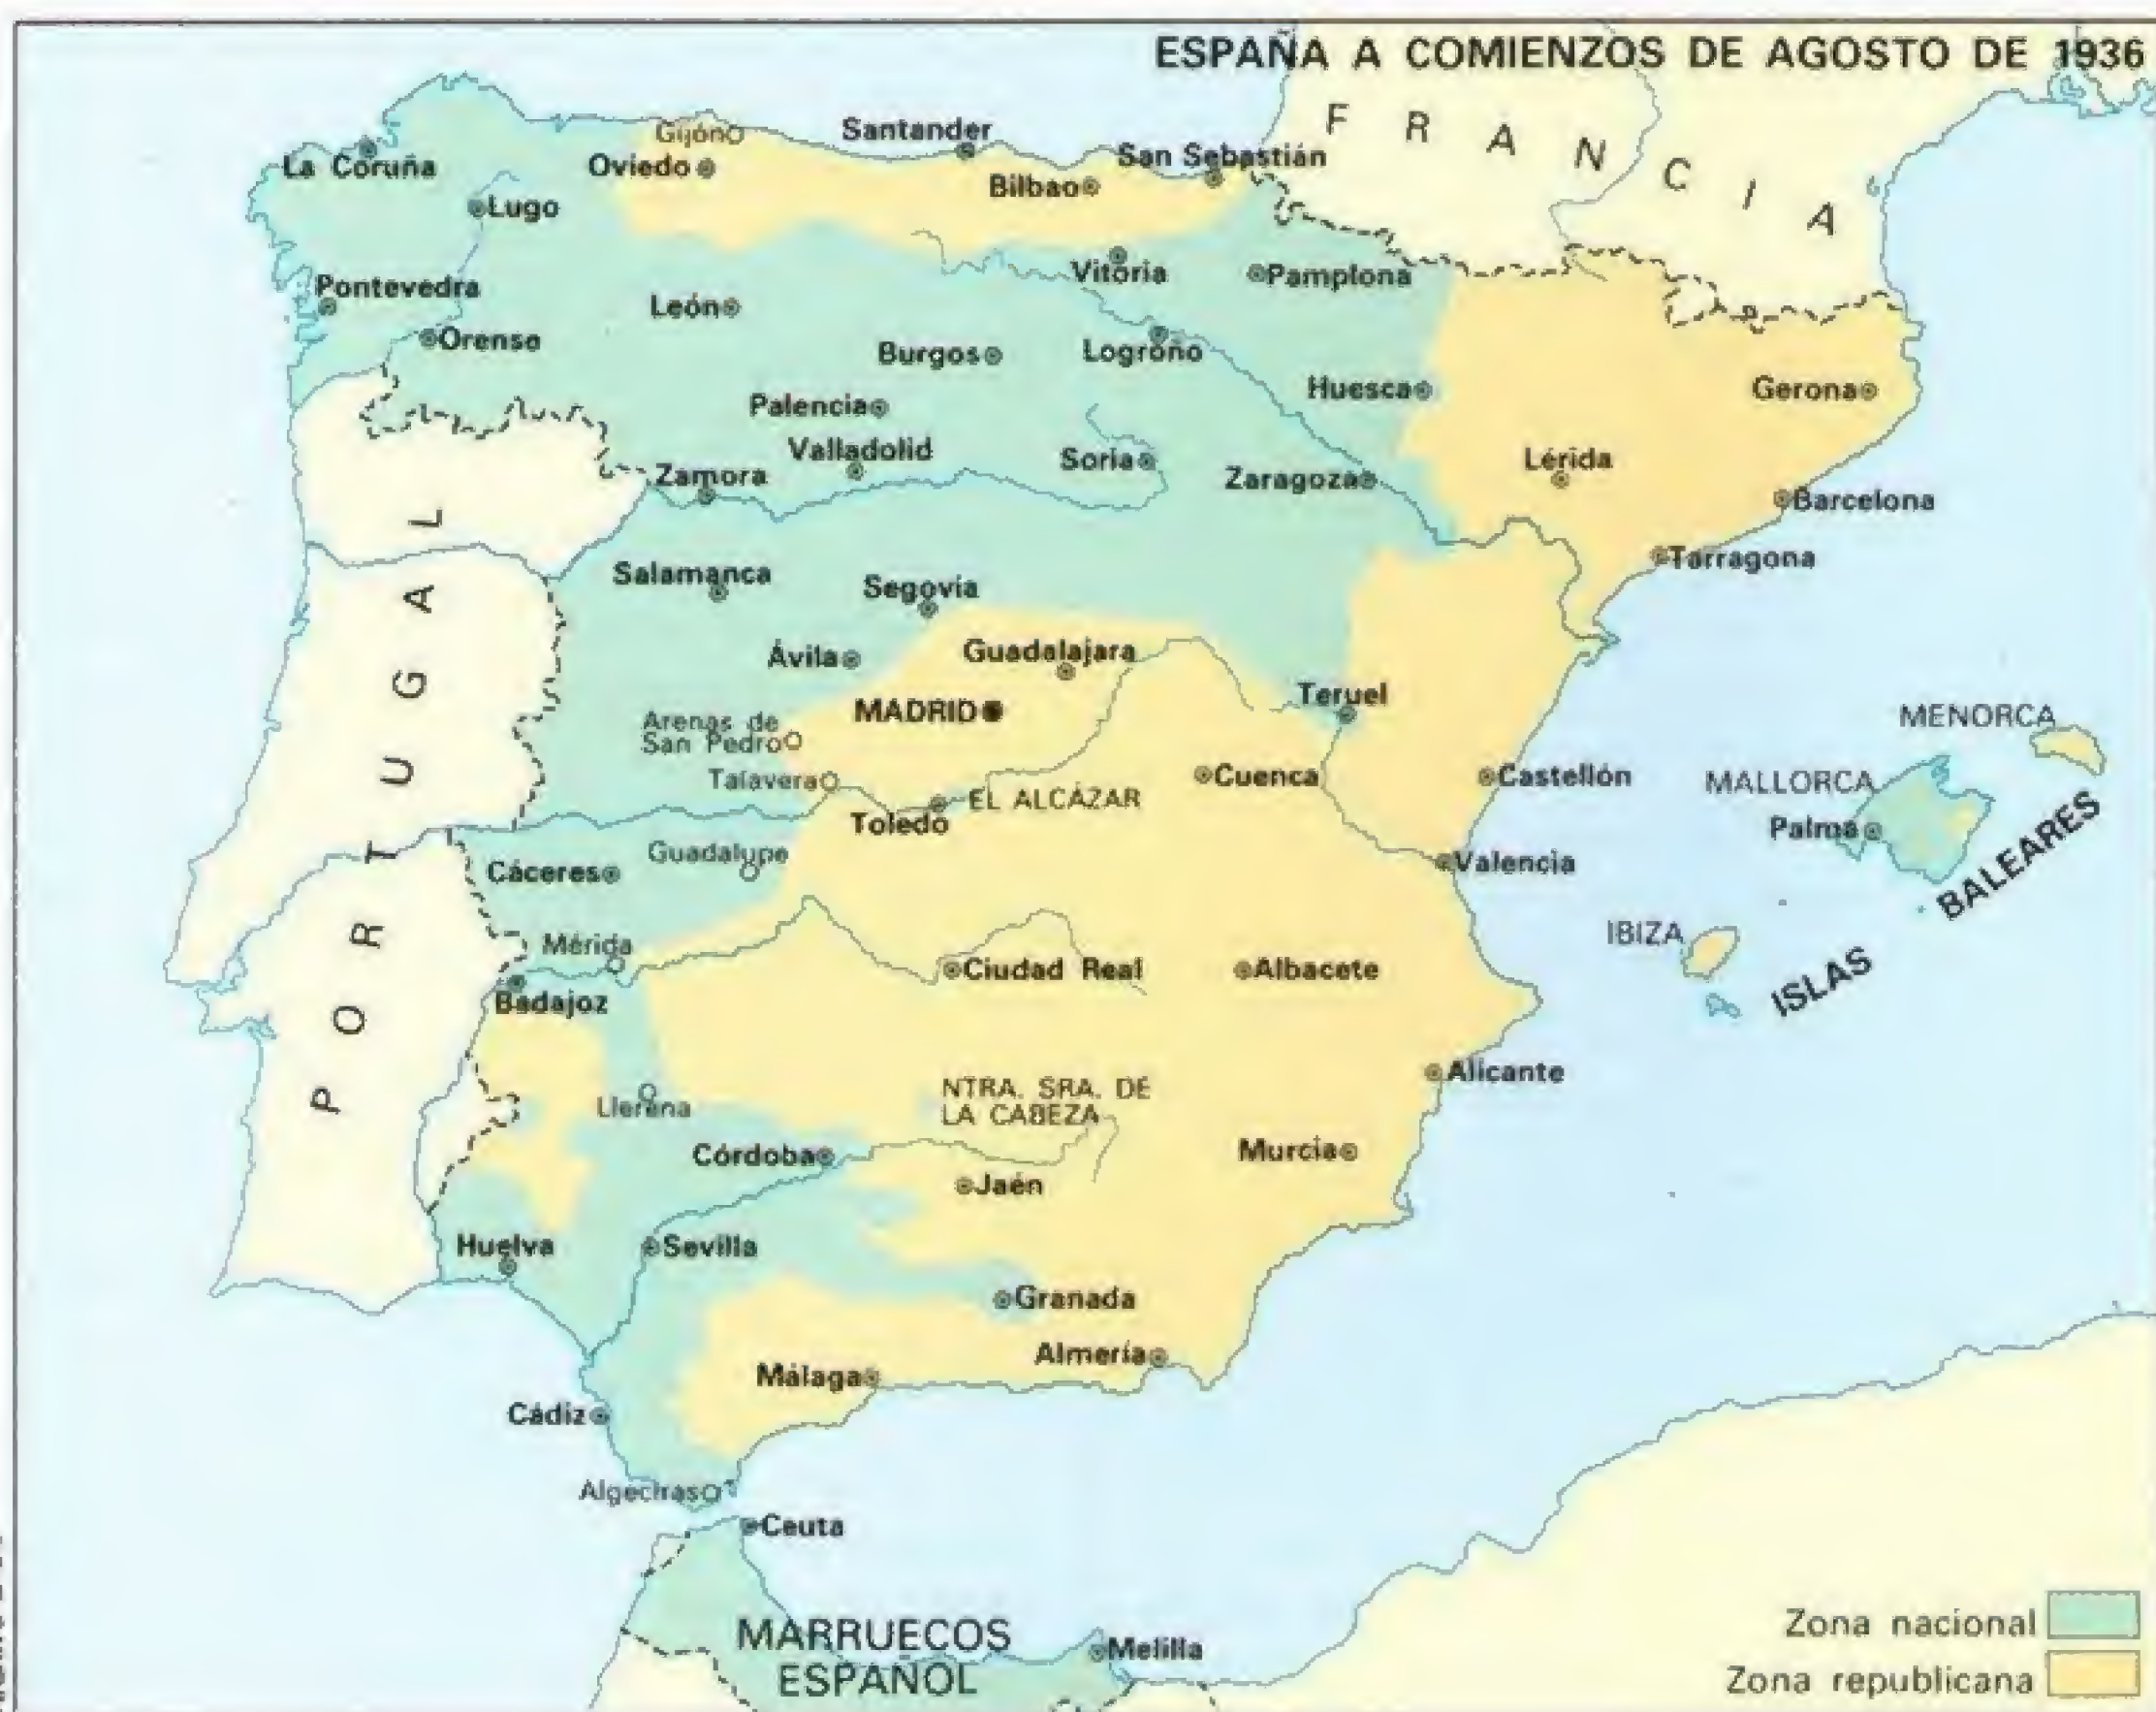 ESPAÑA A COMIENZOS DE AGOSTO DE 1936
FRANCIA
Gijón
Santander
La Coruña
Oviedo
San Sebastián
Bilbao
Lugo
Vitoria
Pamplona
Pontevedra
León
Orense
Burgos
Logroño
Huesca
Gerona
Palencia
Valladolid
Soria
Lérida
Zamora
Zaragoza
Barcelona
Tarragona
Salamanca
Segovia
PORTUGAL
Ávila
Guadalajara
Teruel
MADRID
Arenas de
San Pedro
MENORCA
Talavera
EL ALCÁZAR
Cuenca
Castellón
MALLORCA
Toledo
Palma
Guadalupe
Cáceres
Valencia
ISLAS BALEARES
IBIZA
Mérida
Badajoz
Ciudad Real
Albacete
Alicante
Llerena
NTRA. SRA. DE
LA CABEZA
Córdoba
Murcia
Jaén
Huelva
Sevilla
Granada
Almería
Málaga
Cádiz
Algeciras
Ceuta
MARRUECOS
ESPAÑOL
Melilla
Zona nacional
Zona republicana